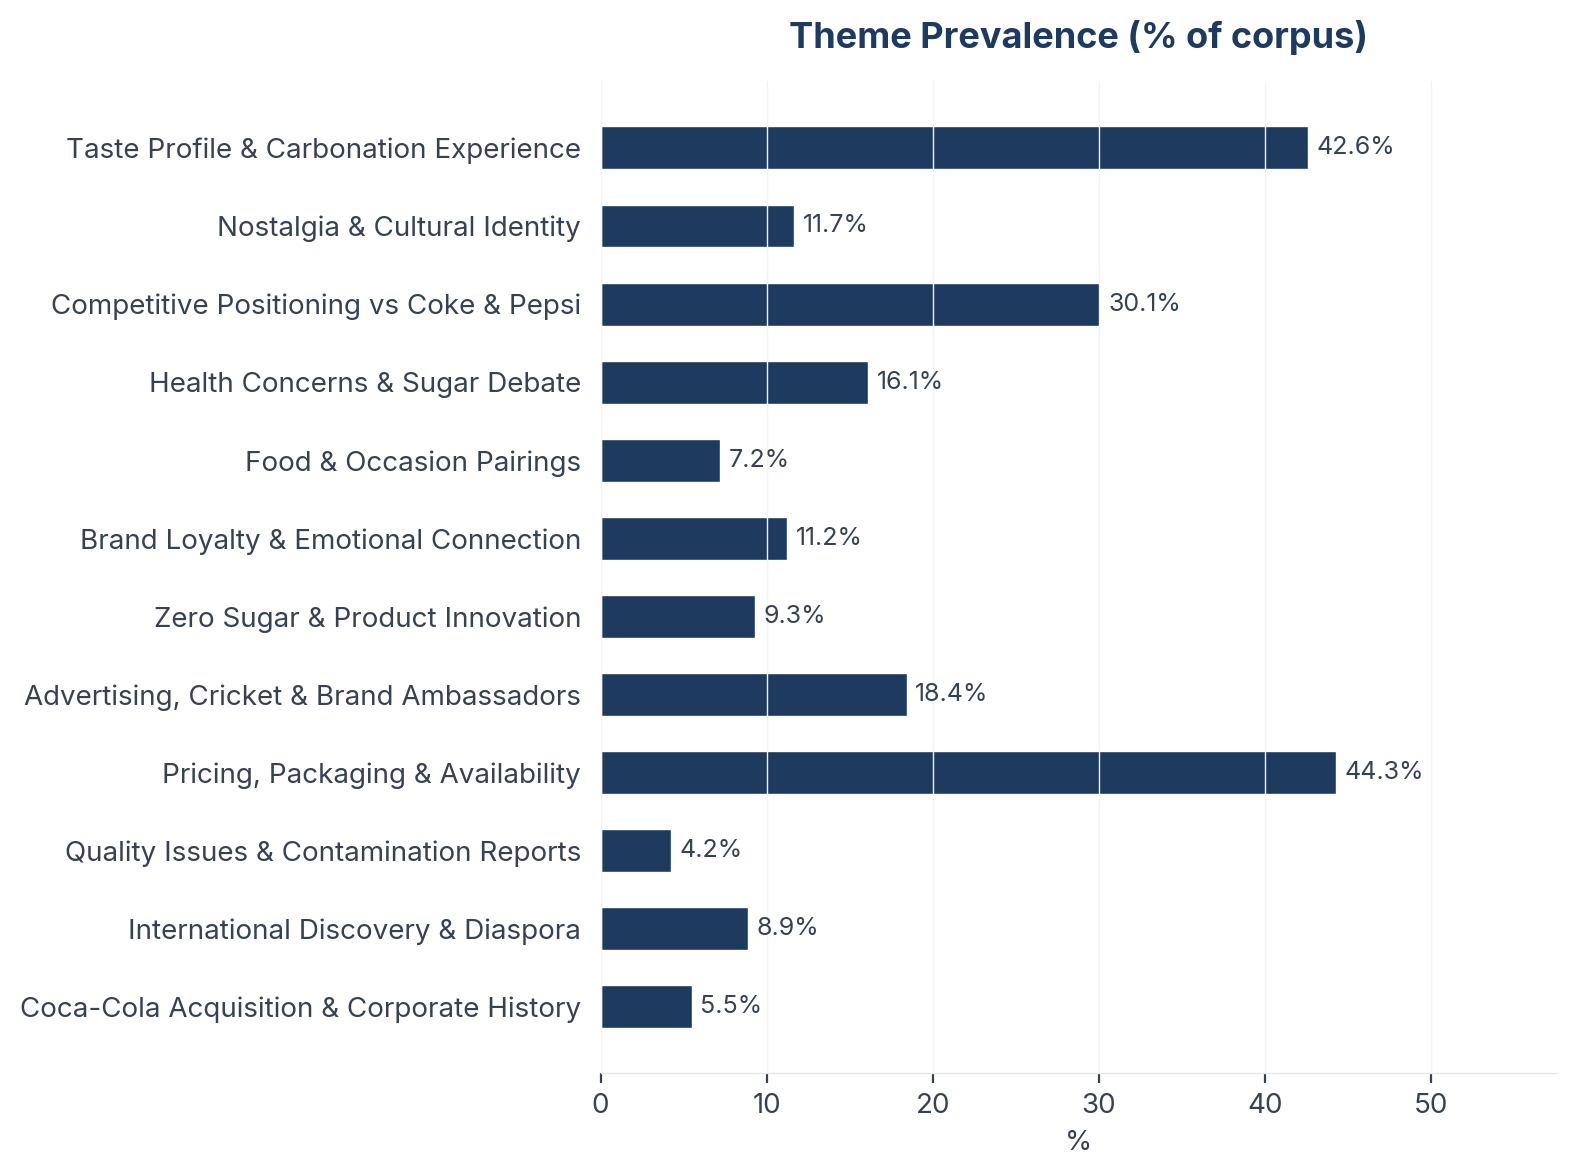 Theme Prevalence (% of corpus)
Taste Profile & Carbonation Experience 42.6%
Nostalgia & Cultural Identity 11.7%
Competitive Positioning vs Coke & Pepsi 30.1%
Health Concerns & Sugar Debate 16.1%
Food & Occasion Pairings 7.2%
Brand Loyalty & Emotional Connection 11.2%
Zero Sugar & Product Innovation 9.3%
Advertising, Cricket & Brand Ambassadors 18.4%
Pricing, Packaging & Availability 44.3%
Quality Issues & Contamination Reports 4.2%
International Discovery & Diaspora 8.9%
Coca-Cola Acquisition & Corporate History 5.5%
0 10 20 30 40 50
%